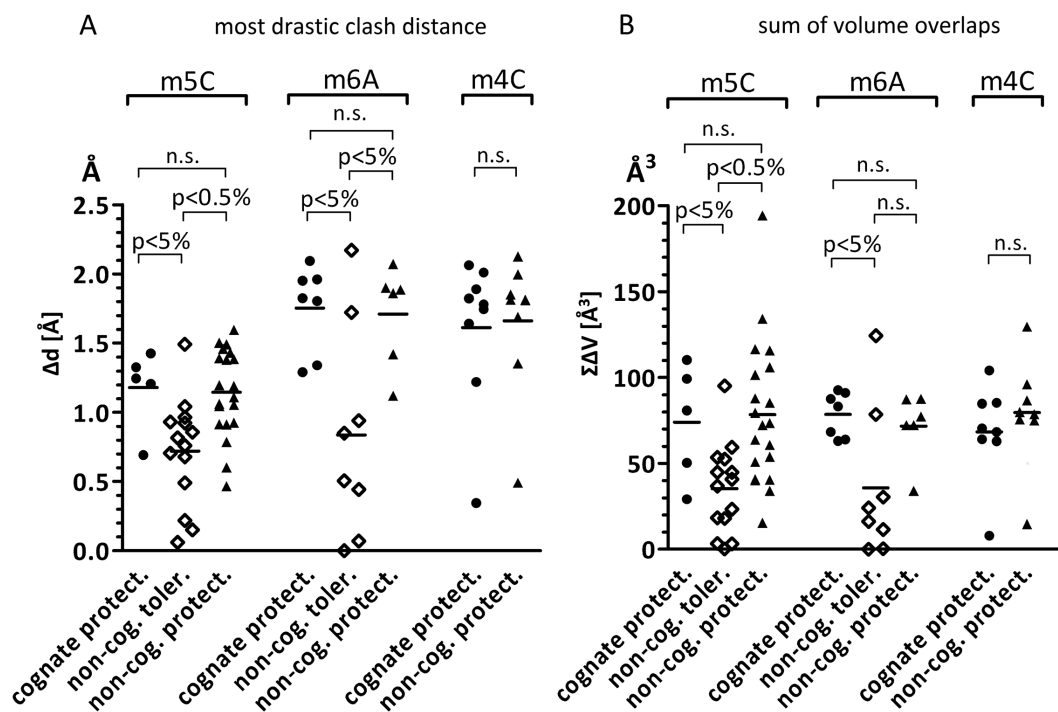 A most drastic clash distance
m5C m6A m4C
n.s.
n.s. p<5% n.s.
p<0.5% p<5%
p<5%
Å
Δd [Å]
2.5
2.0
1.5
1.0
0.5
0.0
cognate protect.
non-cog. toler.
non-cog. protect.
cognate protect.
non-cog. toler.
non-cog. protect.
cognate protect.
non-cog. protect.
B sum of volume overlaps
m5C m6A m4C
n.s.
p<0.5% n.s.
p<5% n.s.
p<5% n.s.
Å³
ΣΔV [Å³]
200
150
100
50
0
cognate protect.
non-cog. toler.
non-cog. protect.
cognate protect.
non-cog. toler.
non-cog. protect.
cognate protect.
non-cog. protect.